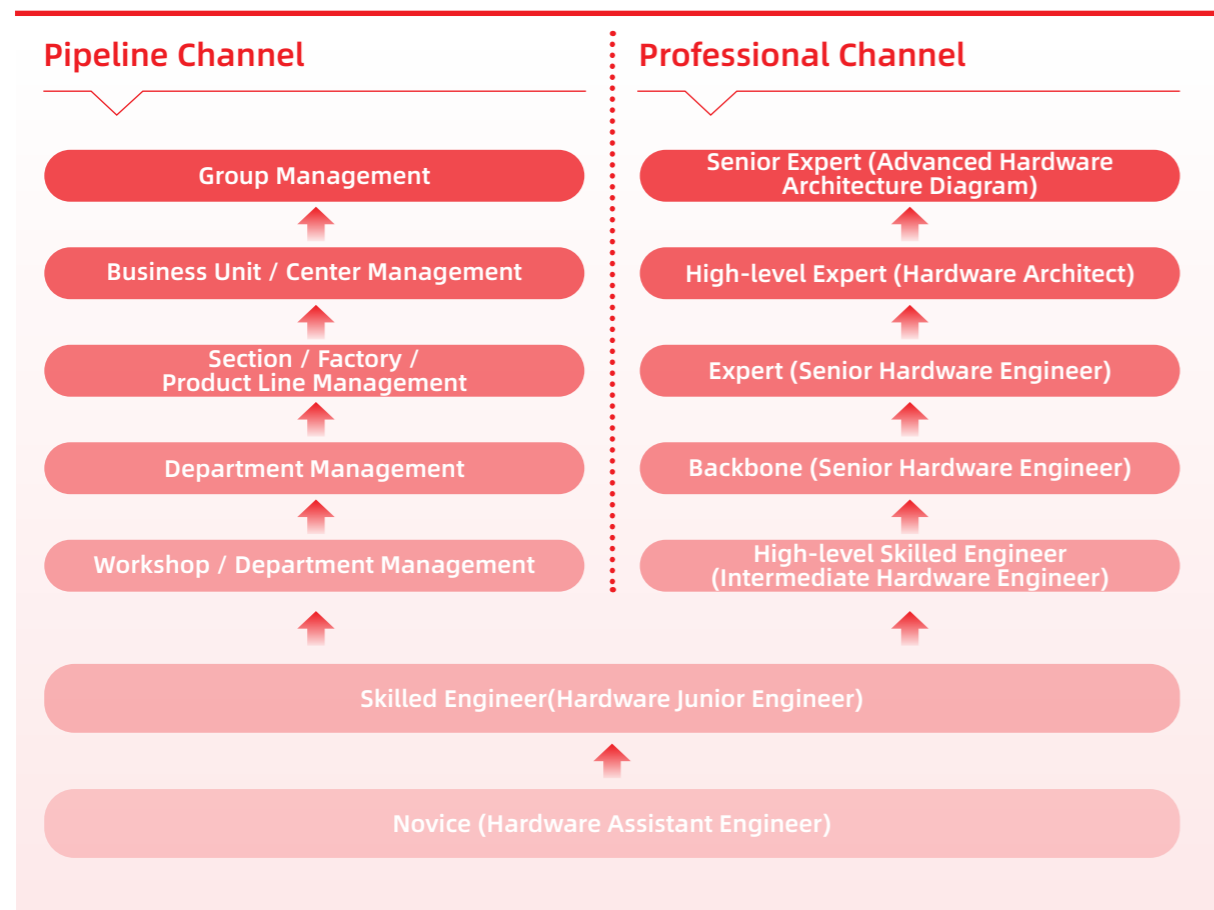 Pipeline Channel
Group Management
Business Unit / Center Management
Section / Factory /
Product Line Management
Department Management
Workshop / Department Management
Professional Channel
Senior Expert (Advanced Hardware
Architecture Diagram)
High-level Expert (Hardware Architect)
Expert (Senior Hardware Engineer)
Backbone (Senior Hardware Engineer)
High-level Skilled Engineer
(Intermediate Hardware Engineer)
Skilled Engineer(Hardware Junior Engineer)
Novice (Hardware Assistant Engineer)